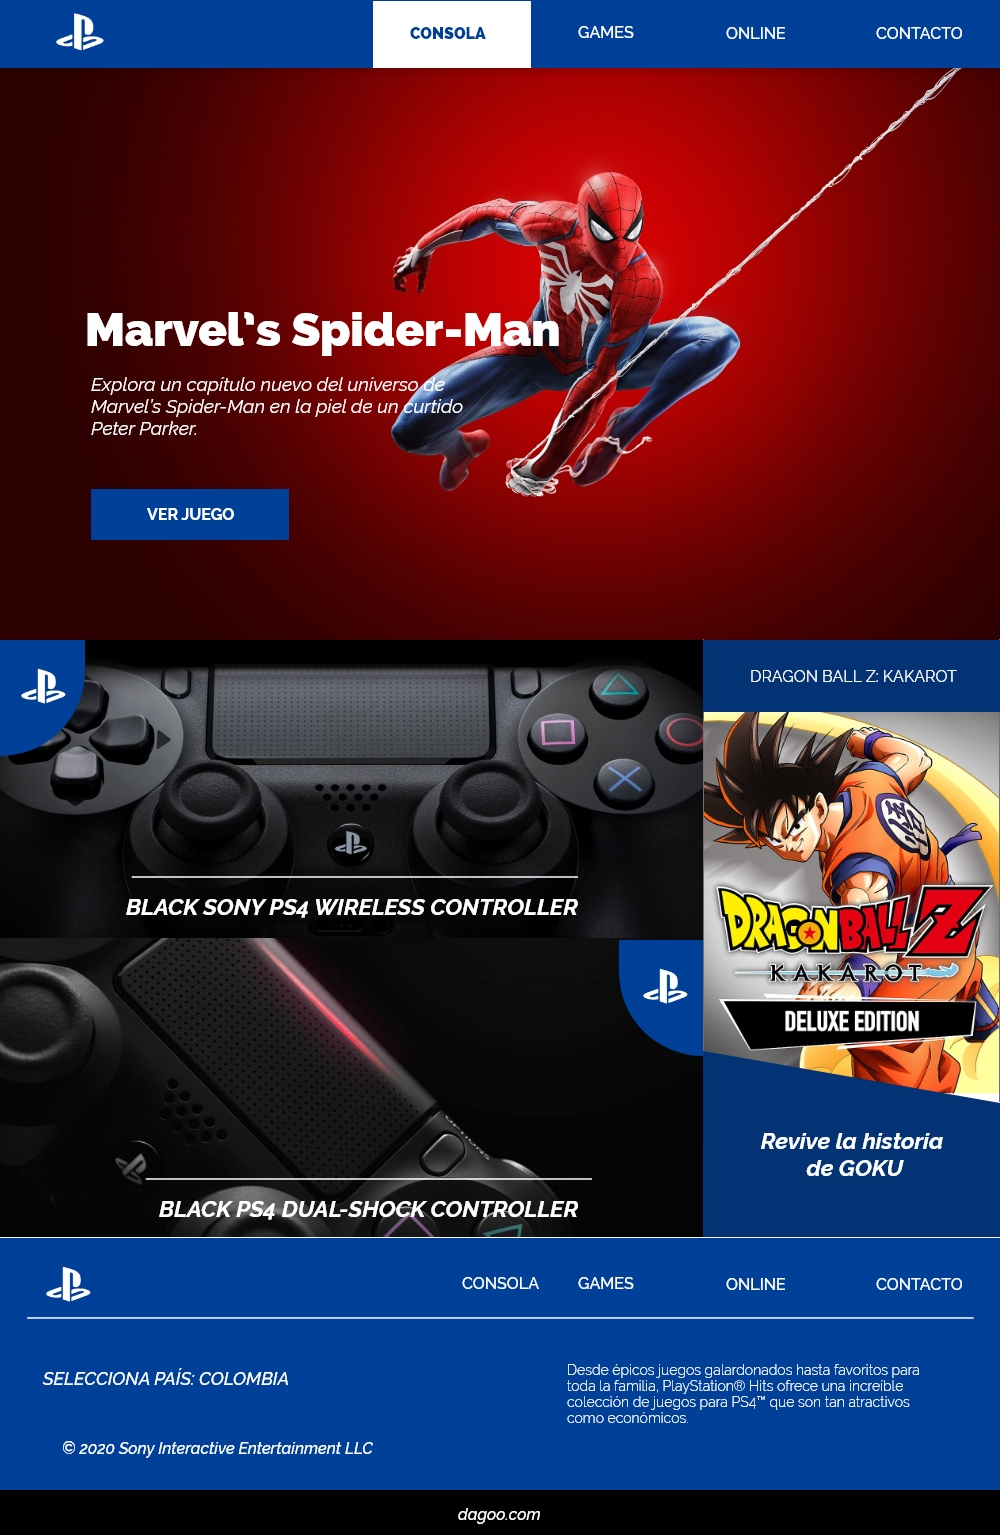 CONSOLA
GAMES
ONLINE
CONTACTO
Marvel's Spider-Man
Explora un capítulo nuevo del universo de
Marvel's Spider-Man en la piel de un curtido
Peter Parker.
VER JUEGO
BLACK SONY PS4 WIRELESS CONTROLLER
DRAGON BALL Z: KAKAROT
DRAGON BALL Z
KAKAROT
DELUXE EDITION
OPTIONS
BLACK PS4 DUAL-SHOCK CONTROLLER
Revive la historia
de GOKU
CONSOLA
GAMES
ONLINE
CONTACTO
SELECCIONA PAÍS: COLOMBIA
Desde épicos juegos galardonados hasta favoritos para
toda la familia, PlayStation® Hits ofrece una increíble
colección de juegos para PS4™ que son tan atractivos
como económicos.
© 2020 Sony Interactive Entertainment LLC
dagoo.com